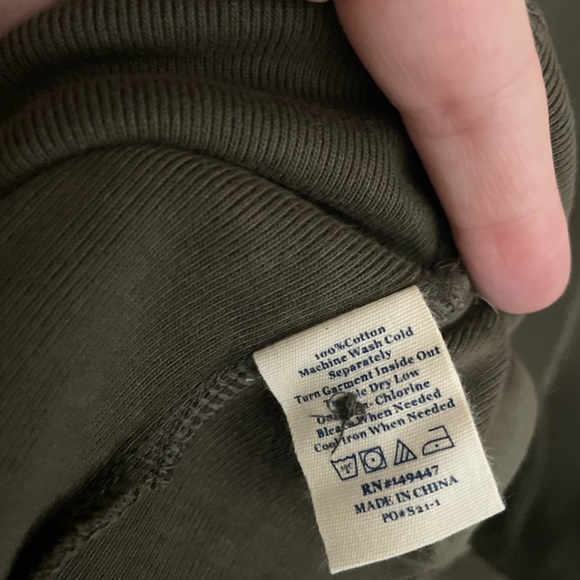 100%Cotton
Machine Wash Cold
Separately
Turn Garment Inside Out
Dry Low
Chlorine
When Needed
Cool Iron When Needed
RN#149447
MADE IN CHINA
PO#S21-1